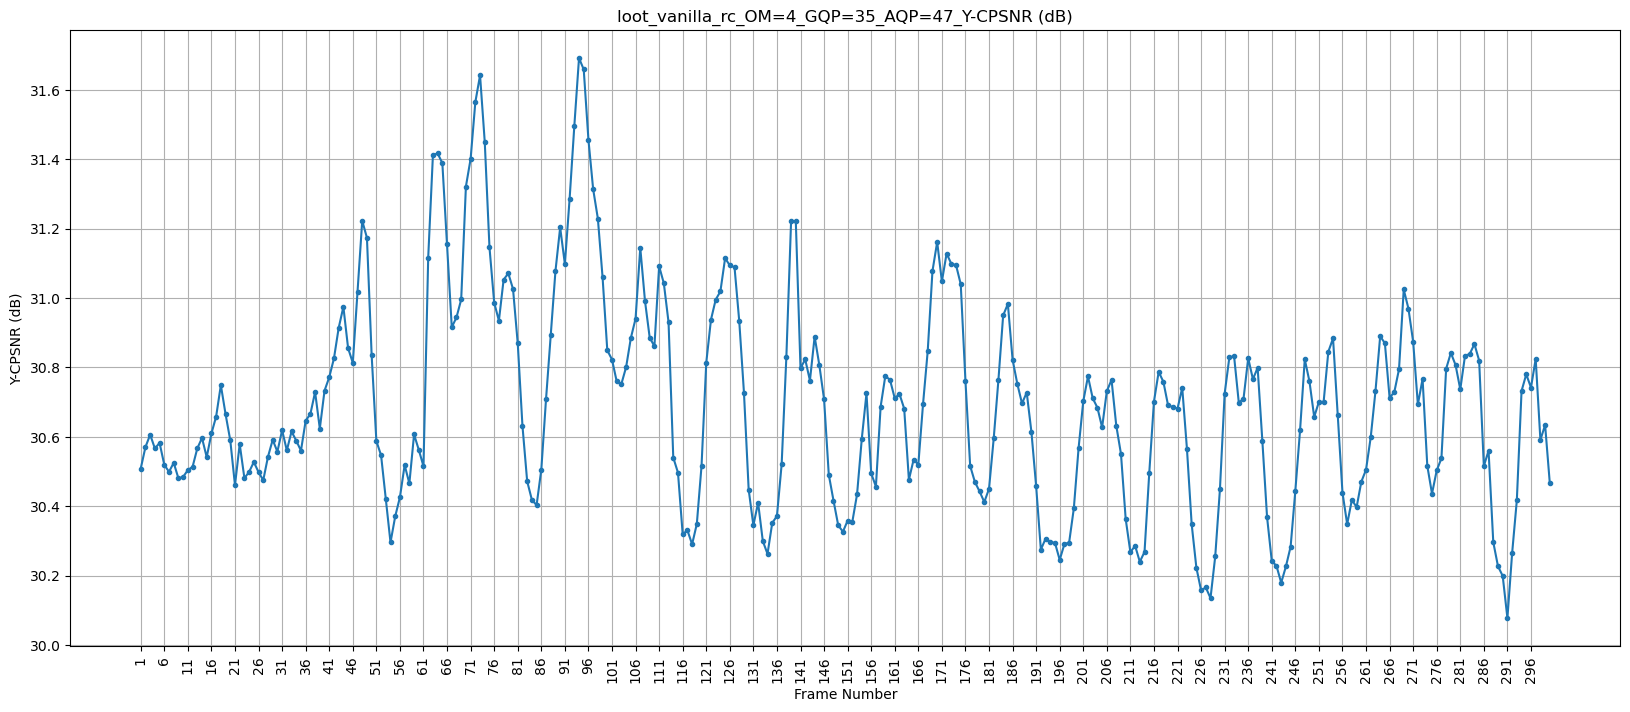 loot_vanilla_rc_OM=4_GQP=35_AQP=47_Y-CPSNR (dB)
Y-CPSNR (dB)
31.6
31.4
31.2
31.0
30.8
30.6
30.4
30.2
30.0
1 6 11 16 21 26 31 36 41 46 51 56 61 66 71 76 81 86 91 96 101 106 111 116 121 126 131 136 141 146 151 156 161 166 171 176 181 186 191 196 201 206 211 216 221 226 231 236 241 246 251 256 261 266 271 276 281 286 291 296
Frame Number